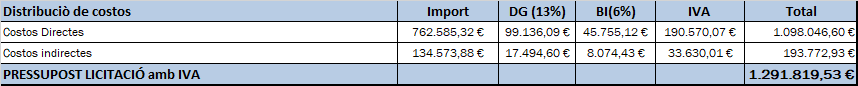 Distribuciò de costos Import DG (13%) BI(6%) IVA Total
Costos Directes 762.585,32 € 99.136,09 € 45.755,12 € 190.570,07 € 1.098.046,60 €
Costos indirectes 134.573,88 € 17.494,60 € 8.074,43 € 33.630,01 € 193.772,93 €
PRESSUPOST LICITACIÓ amb IVA 1.291.819,53 €